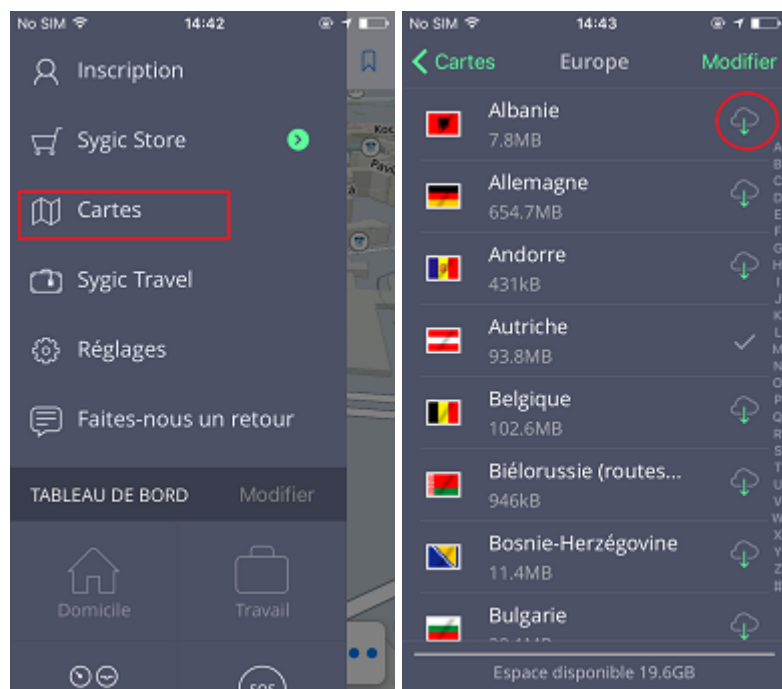 No SIM 14:42
Inscription
Sygic Store
Cartes
Sygic Travel
Réglages
Faites-nous un retour
TABLEAU DE BORD Modifier
Domicile Travail
No SIM 14:43
Cartes Europe Modifier
Albanie
7.8MB
Allemagne
654.7MB
Andorre
431kB
Autriche
93.8MB
Belgique
102.6MB
Biélorussie (routes...
946kB
Bosnie-Herzégovine
11.4MB
Bulgarie
Espace disponible 19.6GB
A
B
C
D
E
F
G
H
I
J
K
L
M
N
O
P
Q
R
S
T
U
V
W
X
Y
Z
#